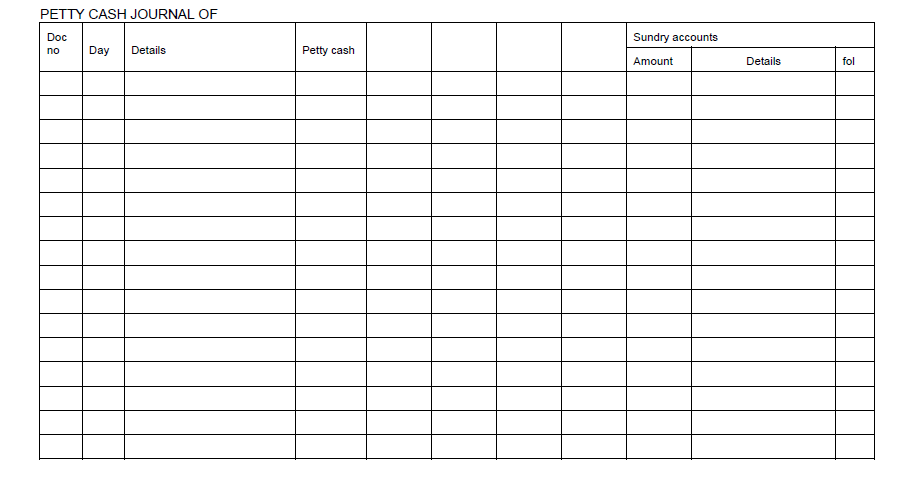 PETTY CASH JOURNAL OF
Doc
no
Day
Details
Petty cash
Sundry accounts
Amount
Details
fol